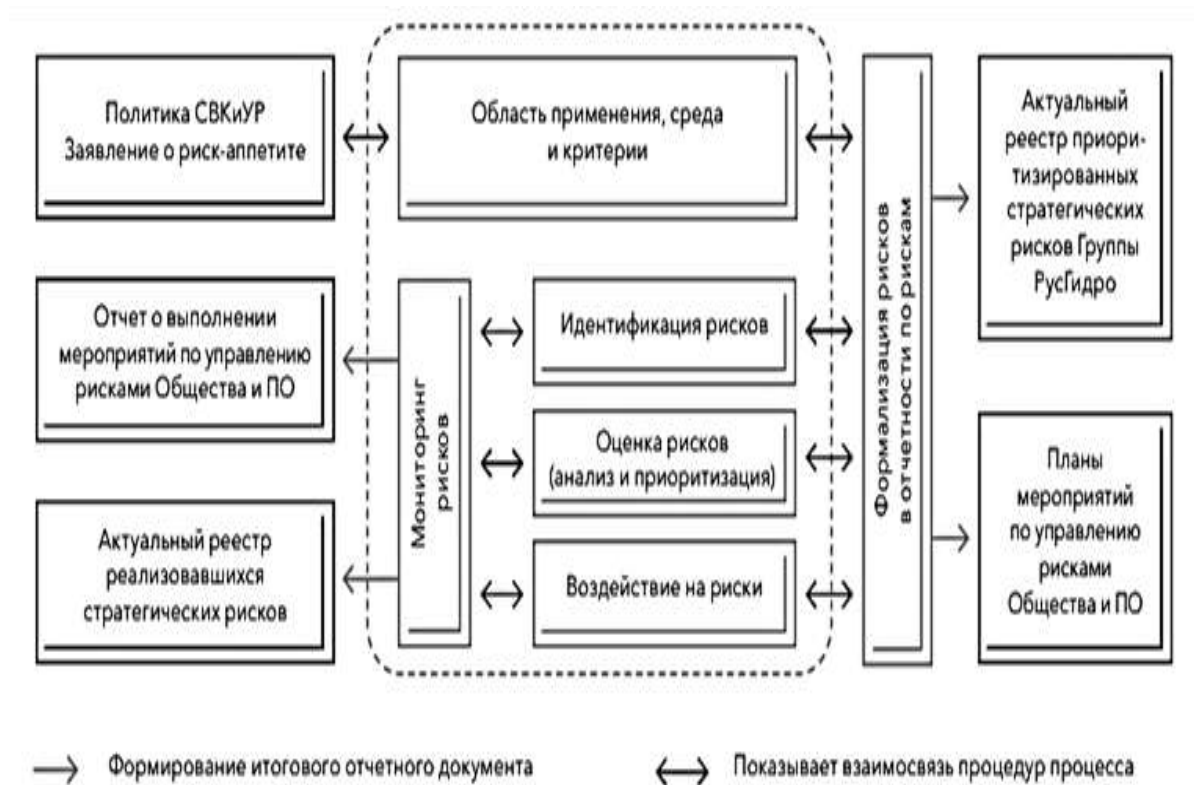 Политика СВКиУР
Заявление о риск-аппетите
Область применения, среда
и критерии
Формализация рисков
в отчетности по рискам
Актуальный
реестр приори-
тизированных
стратегических
рисков Группы
РусГидро
Отчет о выполнении
мероприятий по управлению
рисками Общества и ПО
Мониторинг
рисков
Идентификация рисков
Оценка рисков
(анализ и приоритизация)
Воздействие на риски
Планы
мероприятий
по управлению
рисками
Общества и ПО
Актуальный реестр
реализовавшихся
стратегических рисков
Формирование итогового отчетного документа
Показывает взаимосвязь процедур процесса